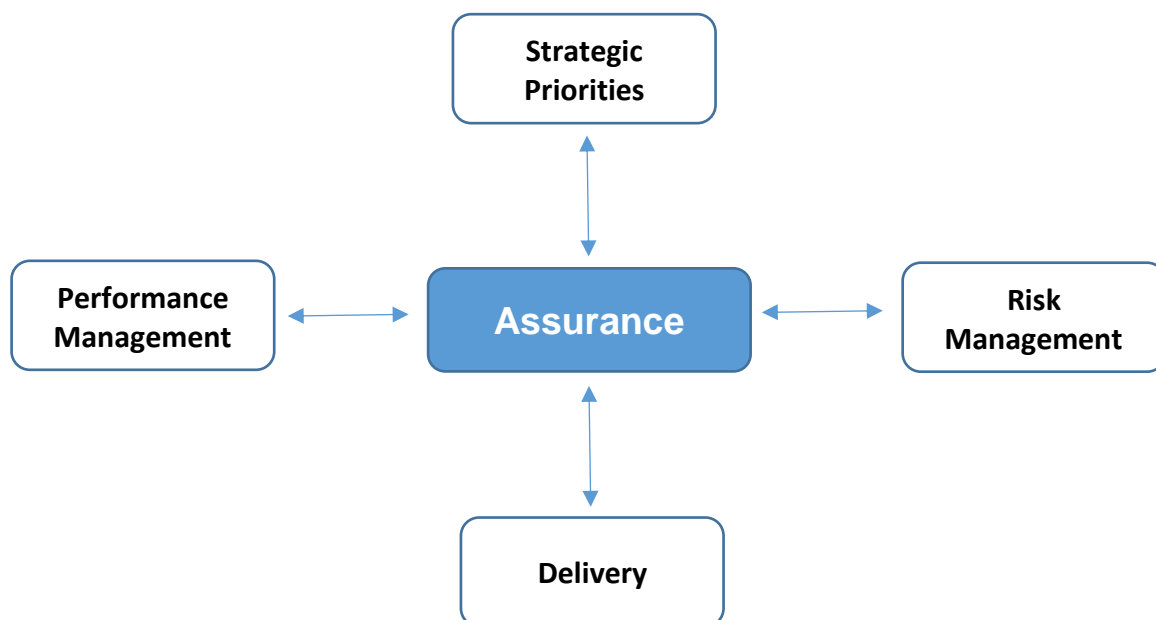 Strategic
Priorities
Performance
Management
Assurance
Risk
Management
Delivery